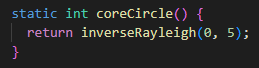 static int coreCircle() {
  return inverseRayleigh(0, 5);
}